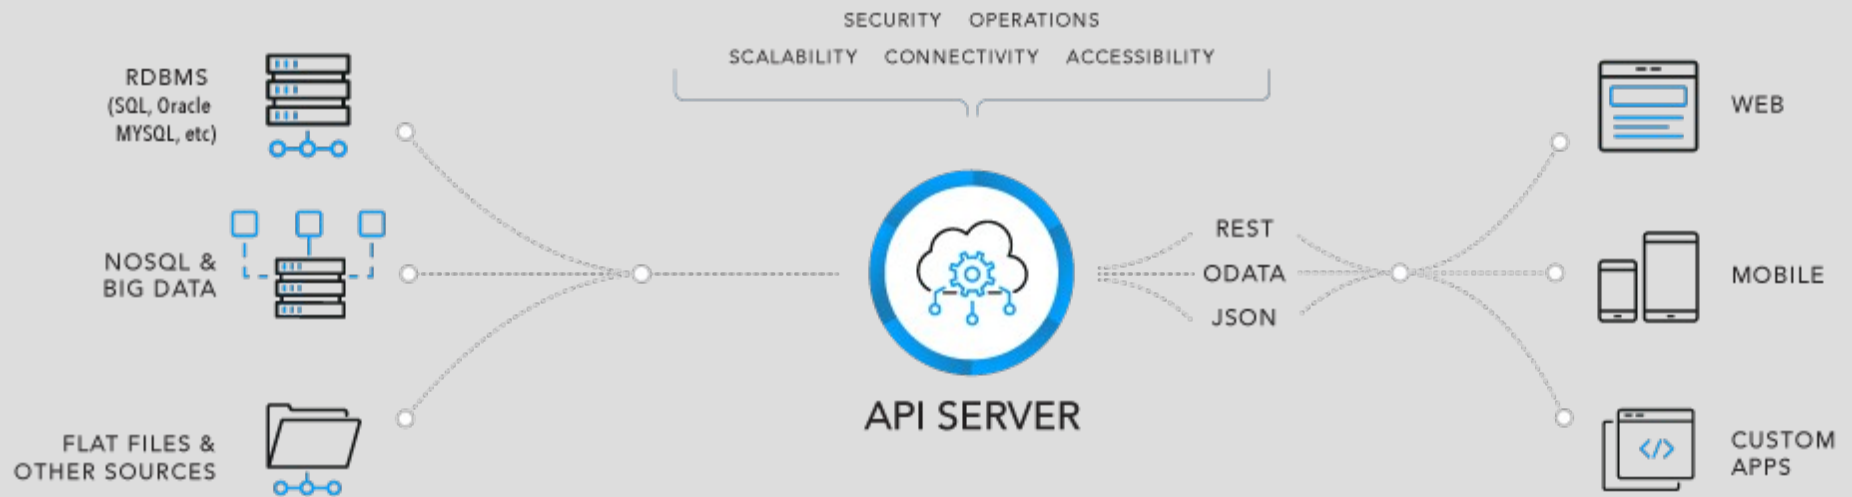 SECURITY OPERATIONS
SCALABILITY CONNECTIVITY ACCESSIBILITY
RDBMS
(SQL, Oracle
MYSQL, etc)
NOSQL &
BIG DATA
FLAT FILES &
OTHER SOURCES
API SERVER
REST
ODATA
JSON
WEB
MOBILE
</>
CUSTOM
APPS